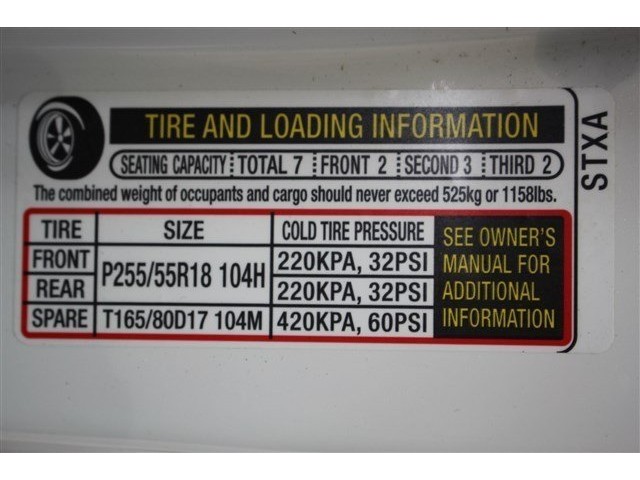 TIRE AND LOADING INFORMATION
SEATING CAPACITY TOTAL 7 FRONT 2 SECOND 3 THIRD 2
The combined weight of occupants and cargo should never exceed 525kg or 1158lbs.
TIRE SIZE COLD TIRE PRESSURE
FRONT P255/55R18 104H 220KPA, 32PSI
REAR 220KPA, 32PSI
SPARE T165/80D17 104M 420KPA, 60PSI
SEE OWNER'S
MANUAL FOR
ADDITIONAL
INFORMATION
STXA